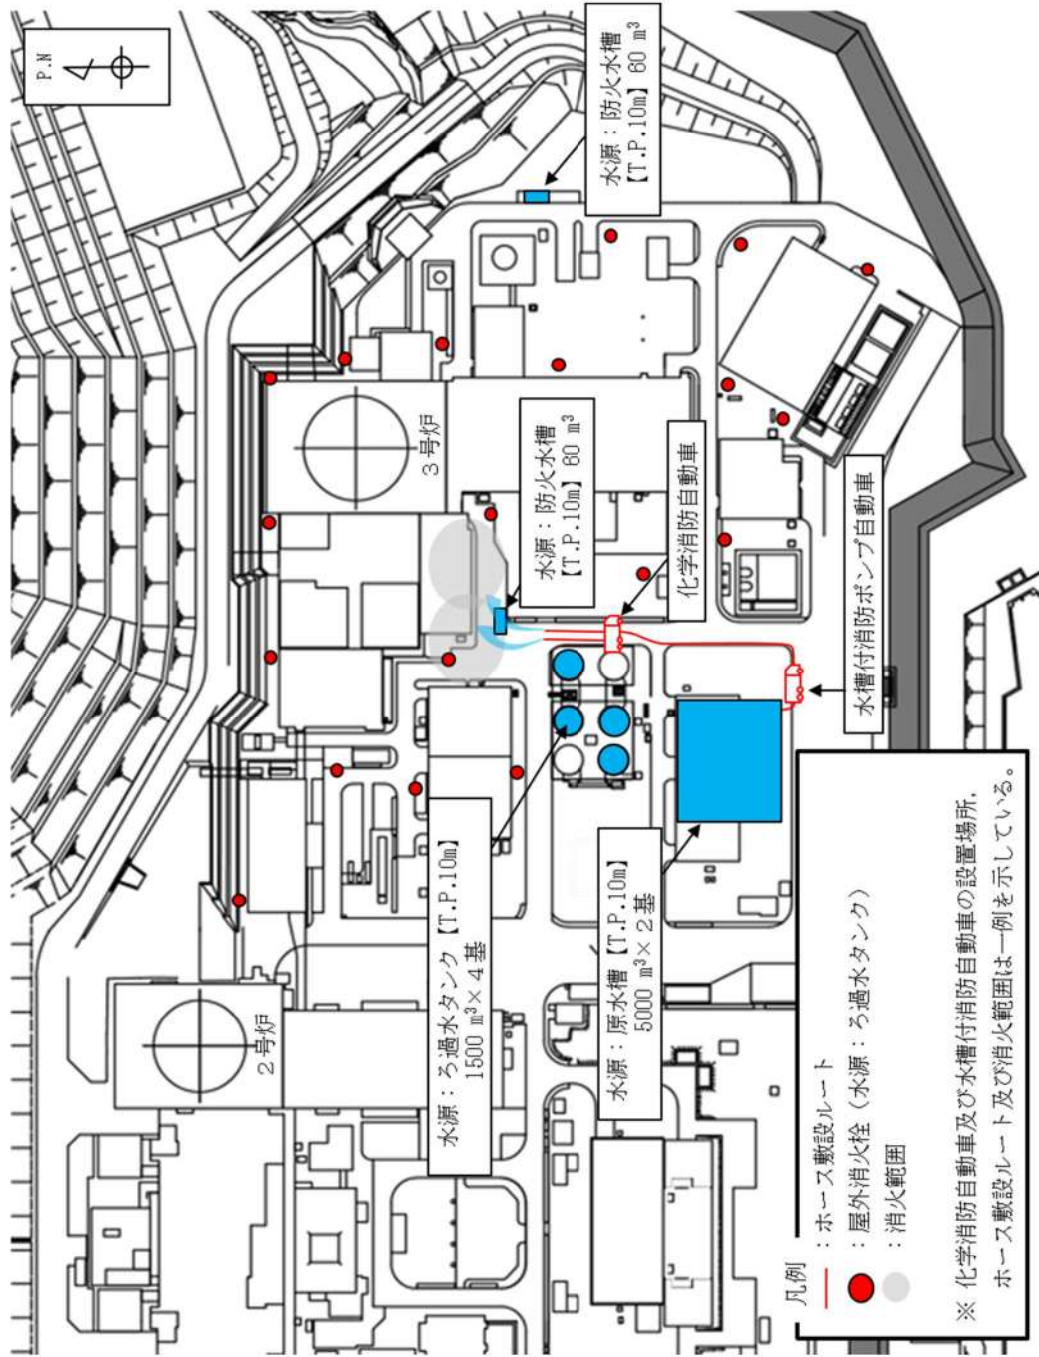 P.N
水源：防火水槽
【T.P.10m】60 m³
3号炉
水源：防火水槽
【T.P.10m】60 m³
化学消防自動車
水槽付消防ポンプ自動車
2号炉
水源：ろ過水タンク【T.P.10m】
1500 m³×４基
水源：原水槽【T.P.10m】
5000 m³×２基
凡例
：ホース敷設ルート
：屋外消火栓（水源：ろ過水タンク）
：消火範囲
※ 化学消防自動車及び水槽付消防自動車の設置場所，
ホース敷設ルート及び消火範囲は一例を示している。